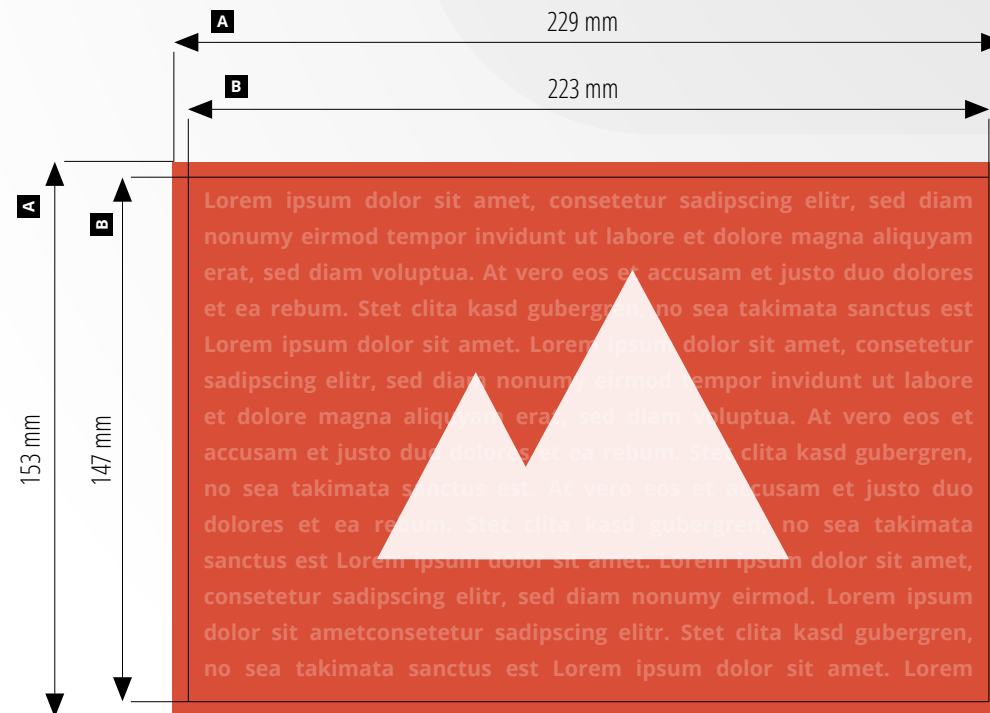 A
229 mm
B
223 mm
A
B
153 mm
147 mm
Lorem ipsum dolor sit amet, consetetur sadipscing elitr, sed diam
nonumy eirmod tempor invidunt ut labore et dolore magna aliquyam
erat, sed diam voluptua. At vero eos et accusam et justo duo dolores
et ea rebum. Stet clita kasd gubergren, no sea takimata sanctus est
Lorem ipsum dolor sit amet. Lorem ipsum dolor sit amet, consetetur
sadipscing elitr, sed diam nonumy eirmod tempor invidunt ut labore
et dolore magna aliquyam erat, sed diam voluptua. At vero eos et
accusam et justo duo dolores et ea rebum. Stet clita kasd gubergren,
no sea takimata sanctus est. At vero eos et accusam et justo duo
dolores et ea rebum. Stet clita kasd gubergren, no sea takimata
sanctus est Lorem ipsum dolor sit amet. Lorem ipsum dolor sit amet,
consetetur sadipscing elitr, sed diam nonumy eirmod. Lorem ipsum
dolor sit ametconsetetur sadipscing elitr. Stet clita kasd gubergren,
no sea takimata sanctus est Lorem ipsum dolor sit amet. Lorem